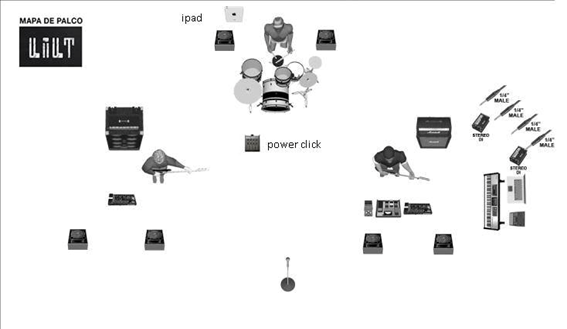 ipad
MAPA DE PALCO
1/4"
MALE
1/4"
MALE
1/4"
MALE
1/4"
MALE
STEREO
DI
STEREO
DI
power click